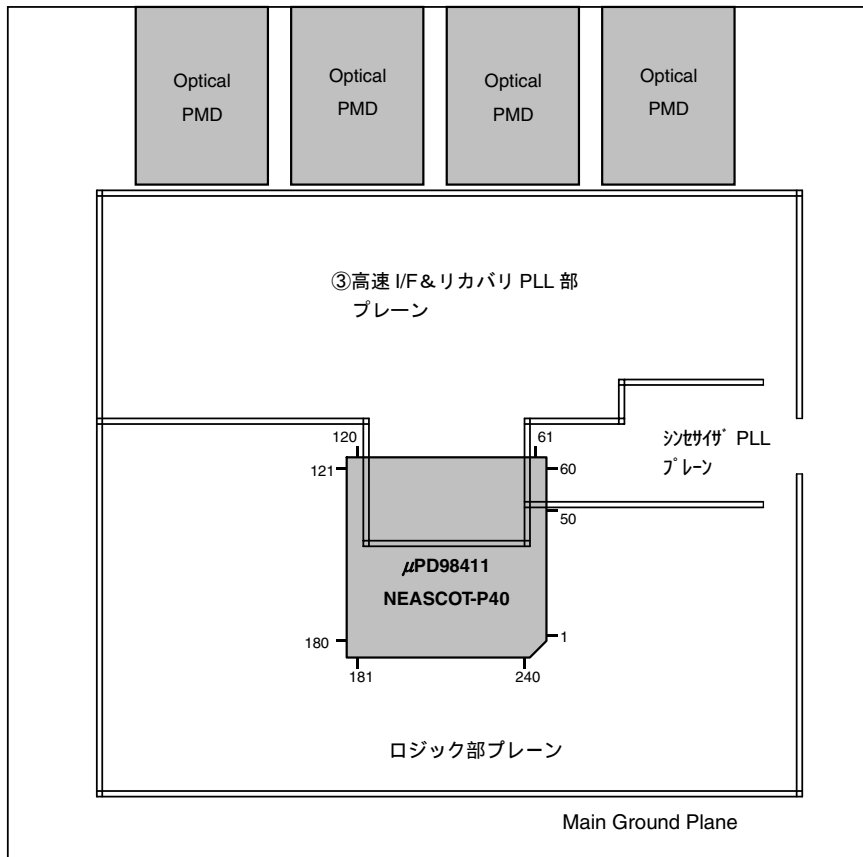 Optical
PMD
Optical
PMD
Optical
PMD
Optical
PMD
③高速 I/F&リカバリ PLL 部
プレーン
シンセサイザ PLL
プレーン
120
61
121
60
50
μPD98411
NEASCOT-P40
180
1
181
240
ロジック部プレーン
Main Ground Plane